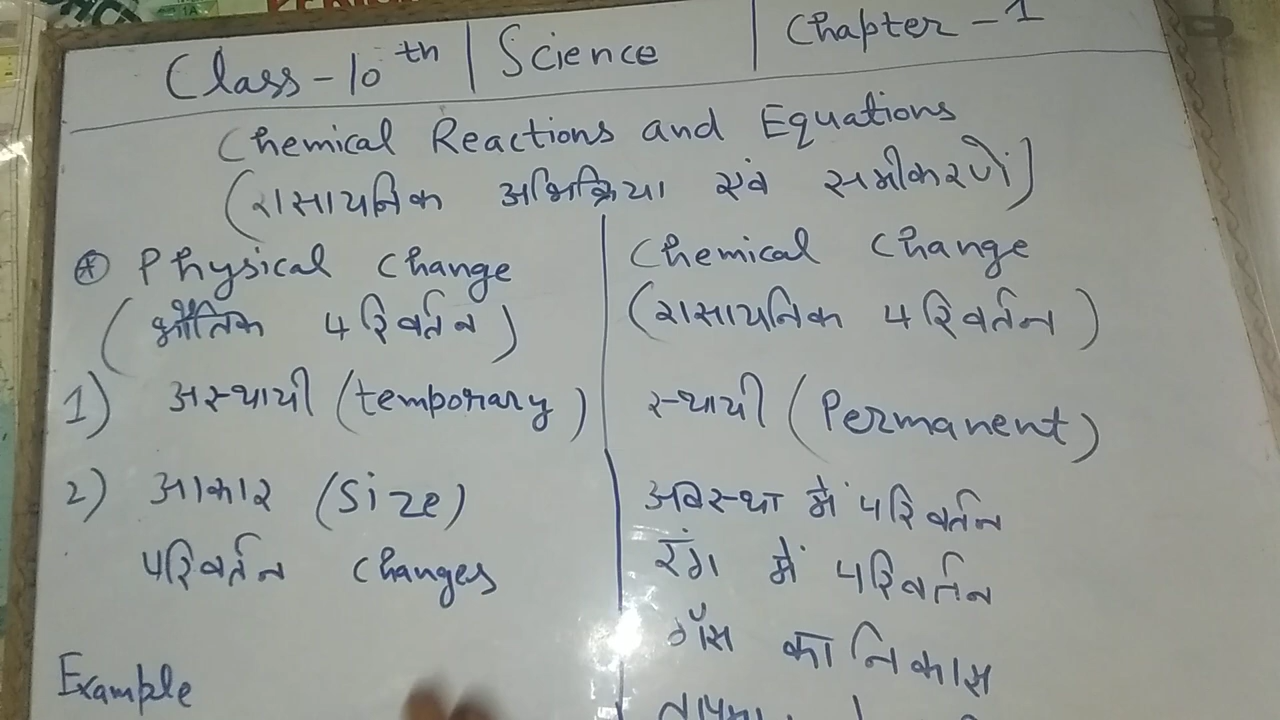 Class-10th | Science | Chapter-1
Chemical Reactions and Equations
(रासायनिक अभिक्रिया एवं समीकरणे)
Physical Change
(भौतिक परिवर्तन)
1) अस्थायी (temporary)
2) आकार (Size)
परिवर्तन Changes
Example
Chemical Change
(रासायनिक परिवर्तन)
स्थायी (Permanent)
अवस्था में परिवर्तन
रंग में परिवर्तन
गैस का निकास